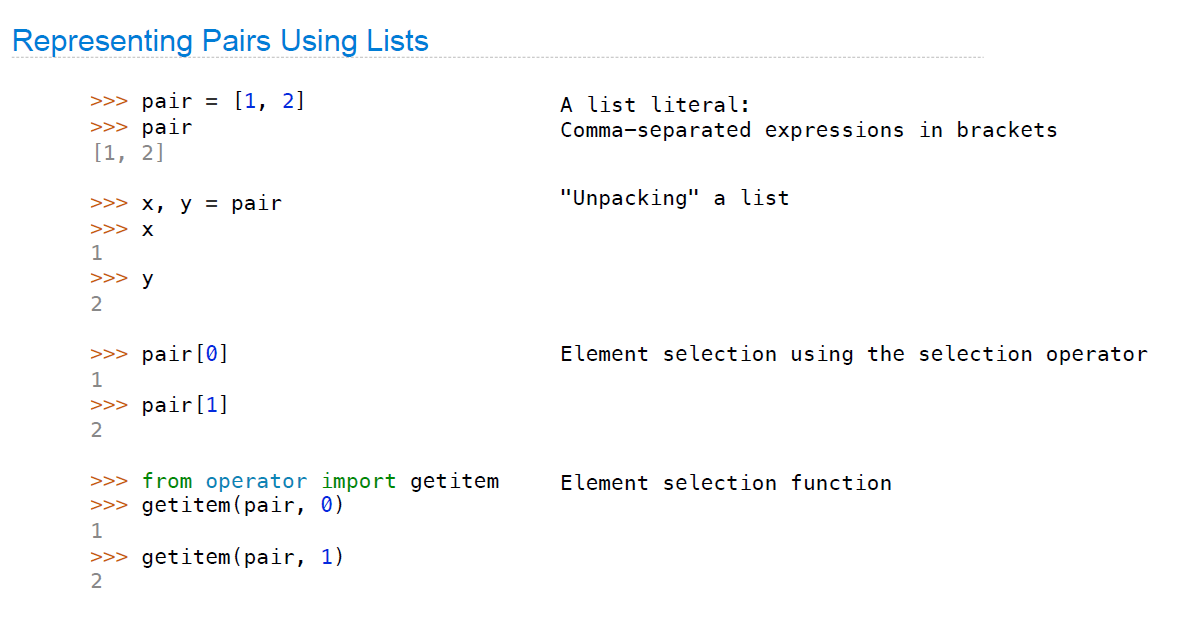 Representing Pairs Using Lists
>>> pair = [1, 2]
>>> pair
[1, 2]
A list literal:
Comma-separated expressions in brackets
>>> x, y = pair
>>> x
1
>>> y
2
"Unpacking" a list
>>> pair[0]
1
>>> pair[1]
2
Element selection using the selection operator
>>> from operator import getitem
>>> getitem(pair, 0)
1
>>> getitem(pair, 1)
2
Element selection function